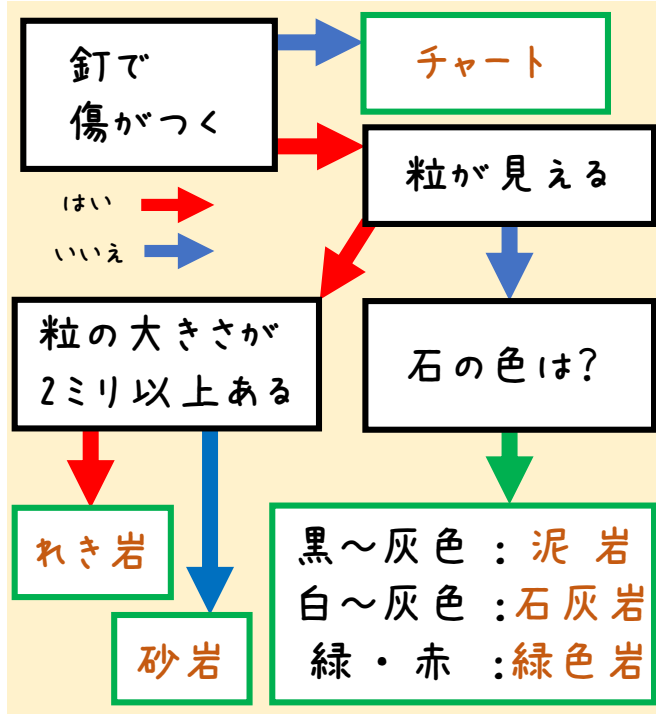 釘で
傷がつく
チャート
粒が見える
はい
いいえ
粒の大きさが
2ミリ以上ある
石の色は?
れき岩
砂岩
黒～灰色 : 泥岩
白～灰色 : 石灰岩
緑・赤 : 緑色岩